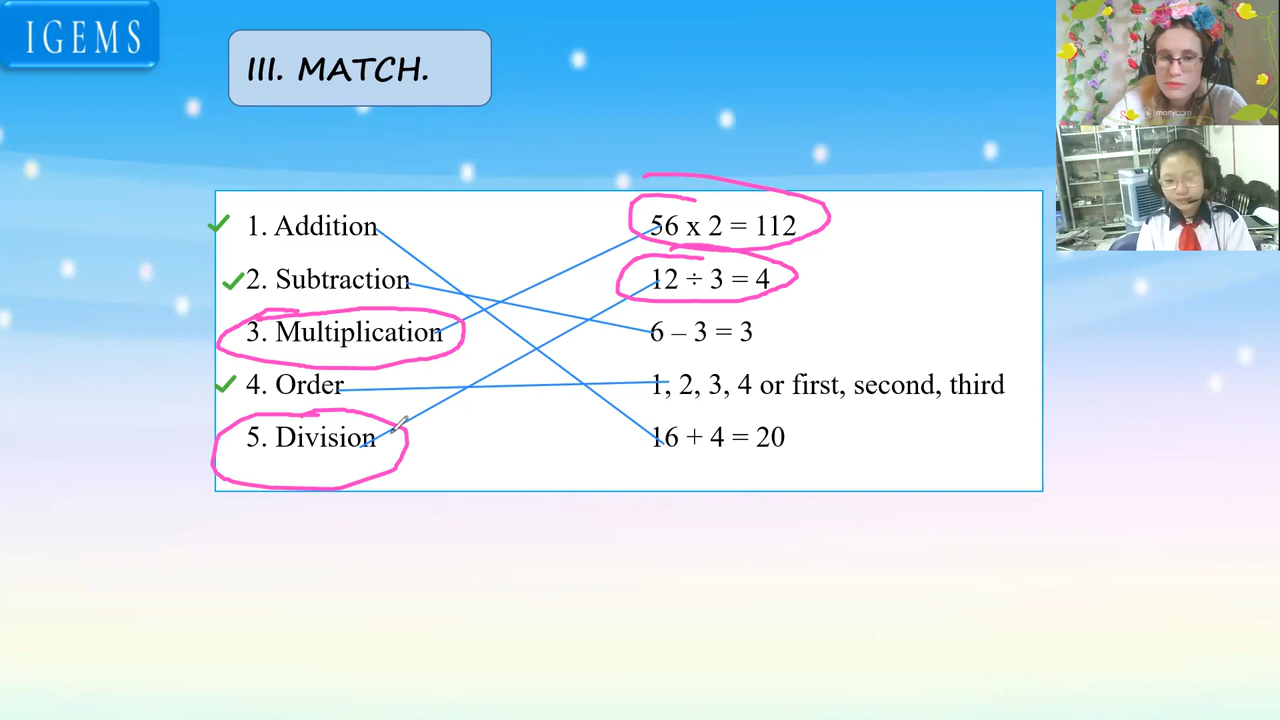 IGEMS
III. MATCH.
1. Addition
56 x 2 = 112
2. Subtraction
12 ÷ 3 = 4
3. Multiplication
6 – 3 = 3
4. Order
1, 2, 3, 4 or first, second, third
5. Division
16 + 4 = 20
manycam